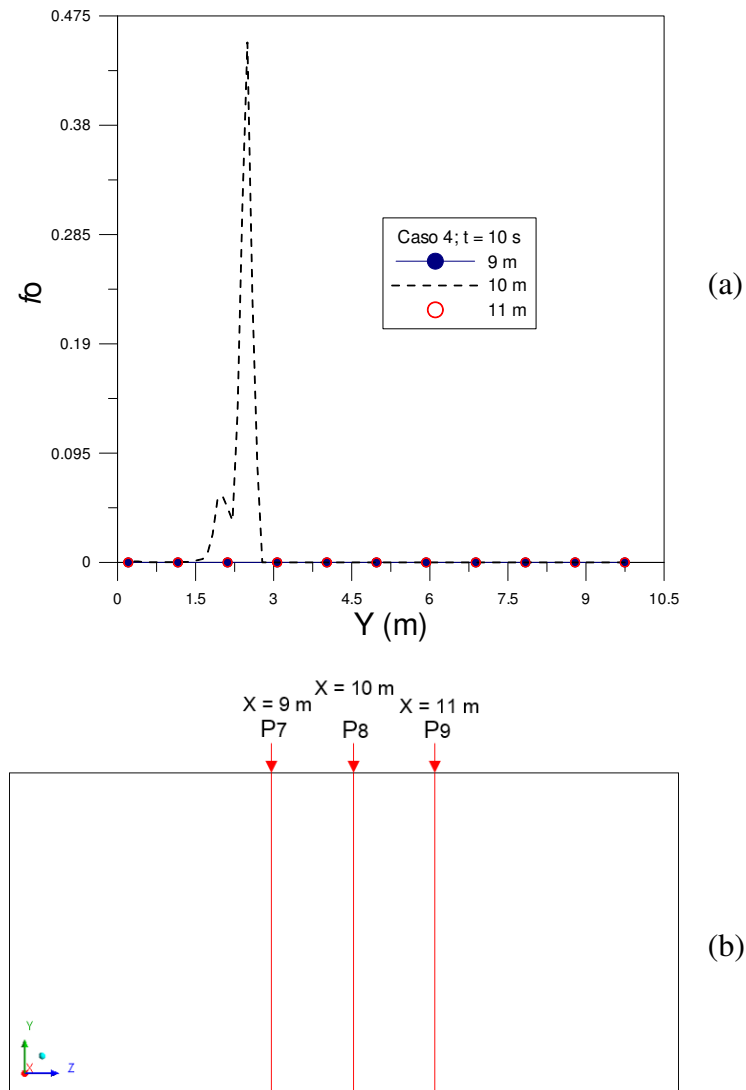 0.475
0.38
0.285
0.19
0.095
0
fo
Caso 4; t = 10 s
9 m
10 m
11 m
(a)
0 1.5 3 4.5 6 7.5 9 10.5
Y (m)
X = 10 m
X = 9 m X = 11 m
P7 P8 P9
(b)
Y
X Z